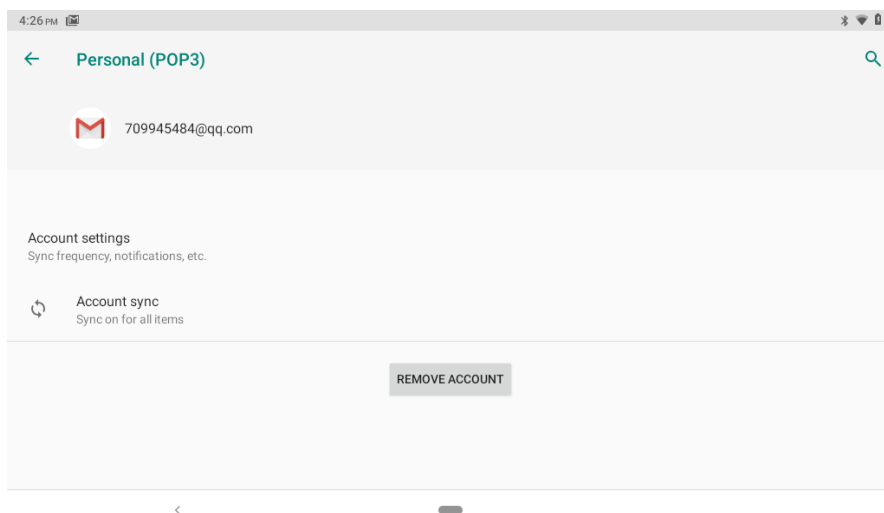 4:26 PM
Personal (POP3)
709945484@qq.com
Account settings
Sync frequency, notifications, etc.
Account sync
Sync on for all items
REMOVE ACCOUNT